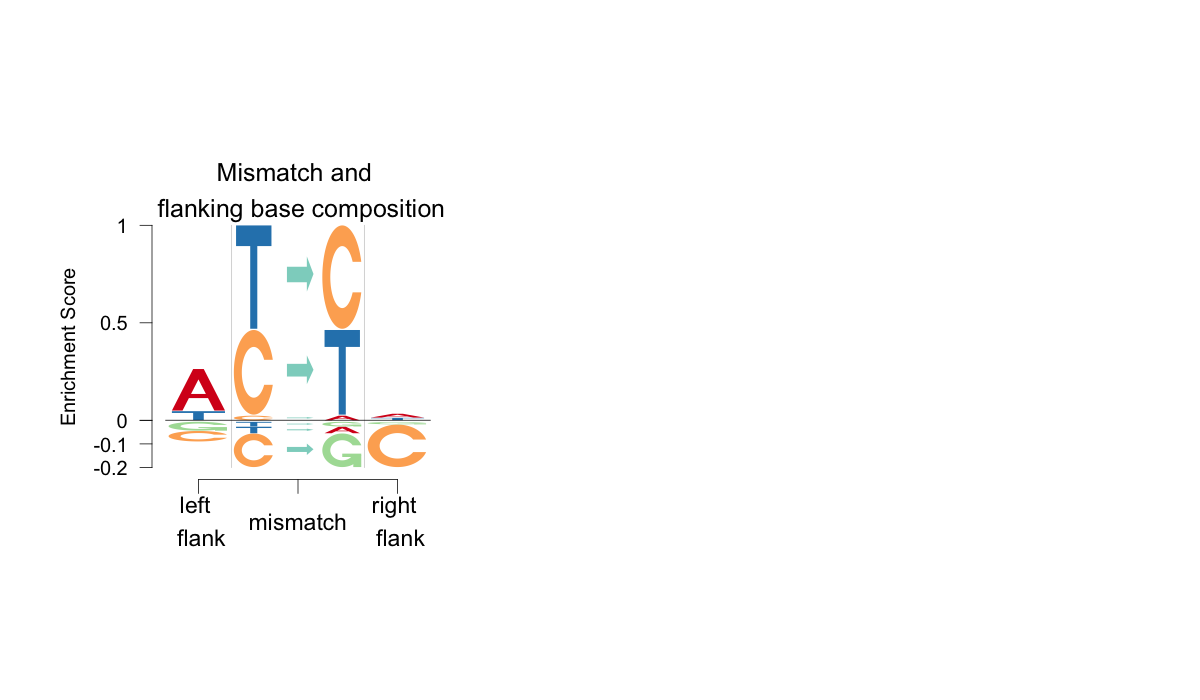 Mismatch and
flanking base composition
Enrichment Score
1
0.5
0
-0.1
-0.2
A
T
G
C
T
C
C
T
T
C
C
T
A
G
A
G
A
T
G
C
left
flank
mismatch
right
flank